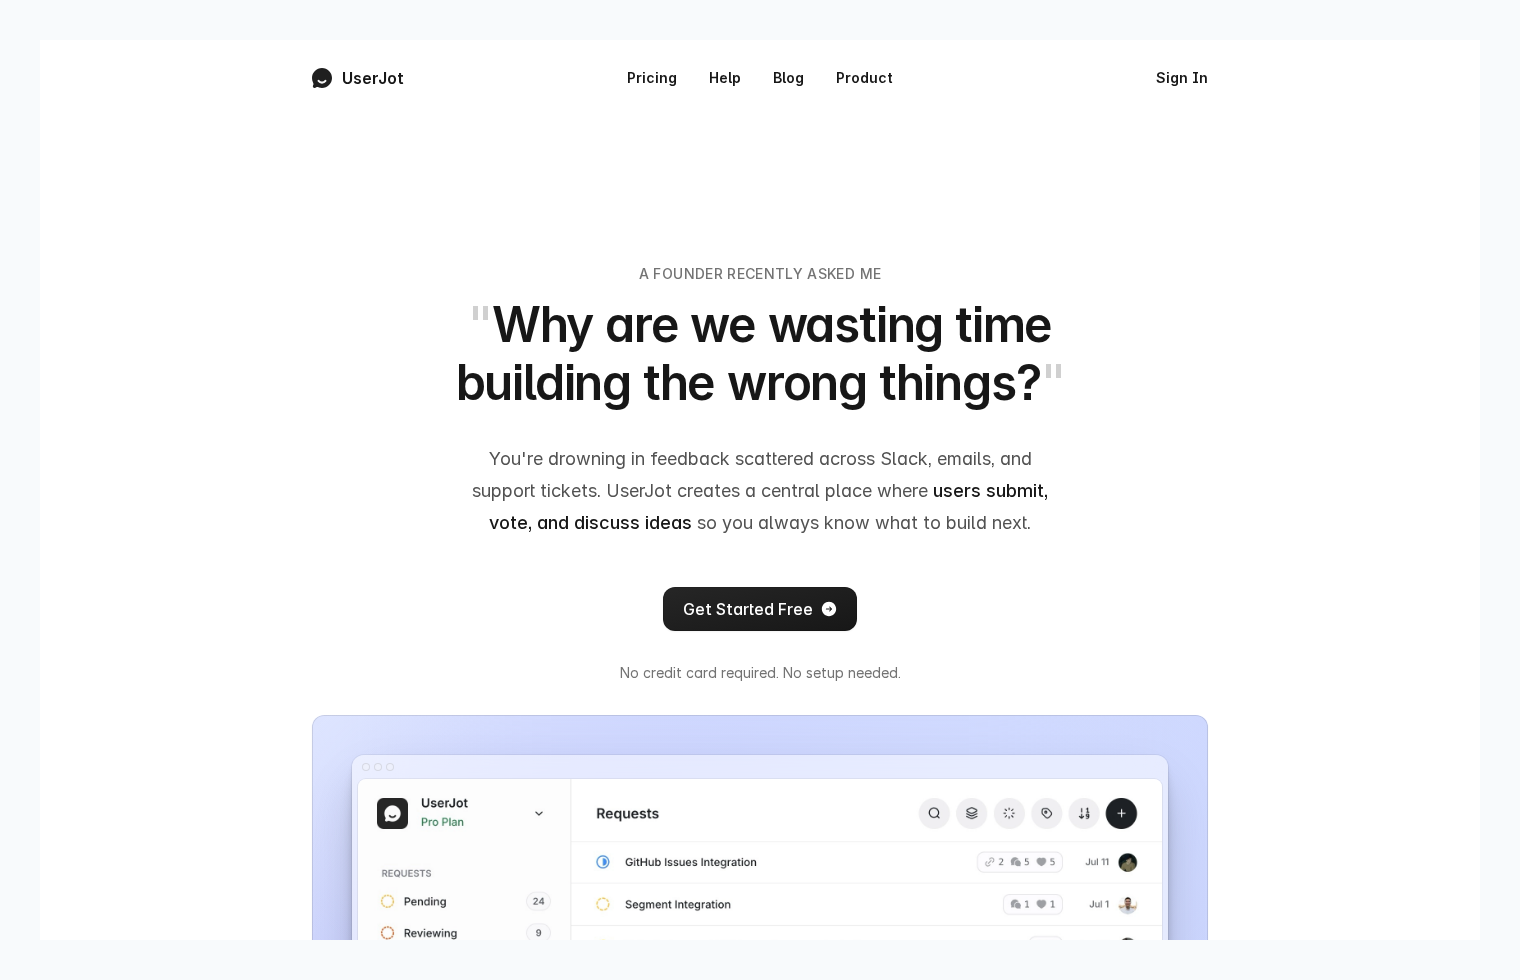 UserJot
Pricing Help Blog Product
Sign In
A FOUNDER RECENTLY ASKED ME
"Why are we wasting time
building the wrong things?"
You're drowning in feedback scattered across Slack, emails, and
support tickets. UserJot creates a central place where users submit,
vote, and discuss ideas so you always know what to build next.
Get Started Free
No credit card required. No setup needed.
UserJot
Pro Plan
REQUESTS
Pending 24
Reviewing 9
Requests
GitHub Issues Integration 2 5 5 Jul 11
Segment Integration 1 1 Jul 1